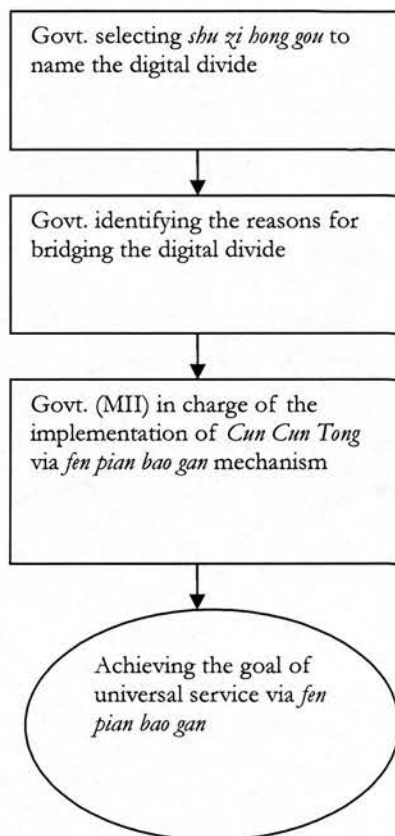 Govt. selecting shu zi hong gou to
name the digital divide
Govt. identifying the reasons for
bridging the digital divide
Govt. (MII) in charge of the
implementation of Cun Cun Tong
via fen pian bao gan mechanism
Achieving the goal of
universal service via fen
pian bao gan